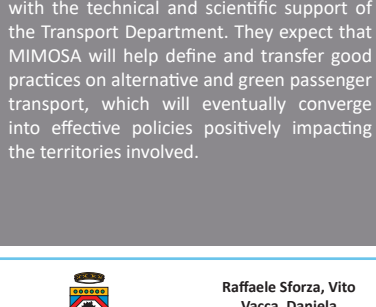 with the technical and scientific support of
the Transport Department. They expect that
MIMOSA will help define and transfer good
practices on alternative and green passenger
transport, which will eventually converge
into effective policies positively impacting
the territories involved.
Raffaele Sforza, Vito
Vacca, Daniela